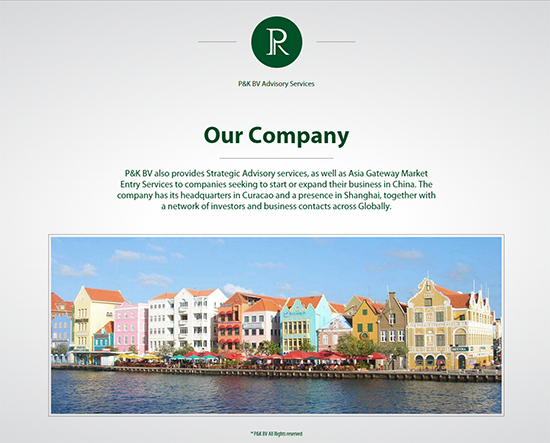 PR
P&K BV Advisory Services
Our Company
P&K BV also provides Strategic Advisory services, as well as Asia Gateway Market
Entry Services to companies seeking to start or expand their business in China. The
company has its headquarters in Curacao and a presence in Shanghai, together with
a network of investors and business contacts across Globally.
* P&K BV All Rights reserved